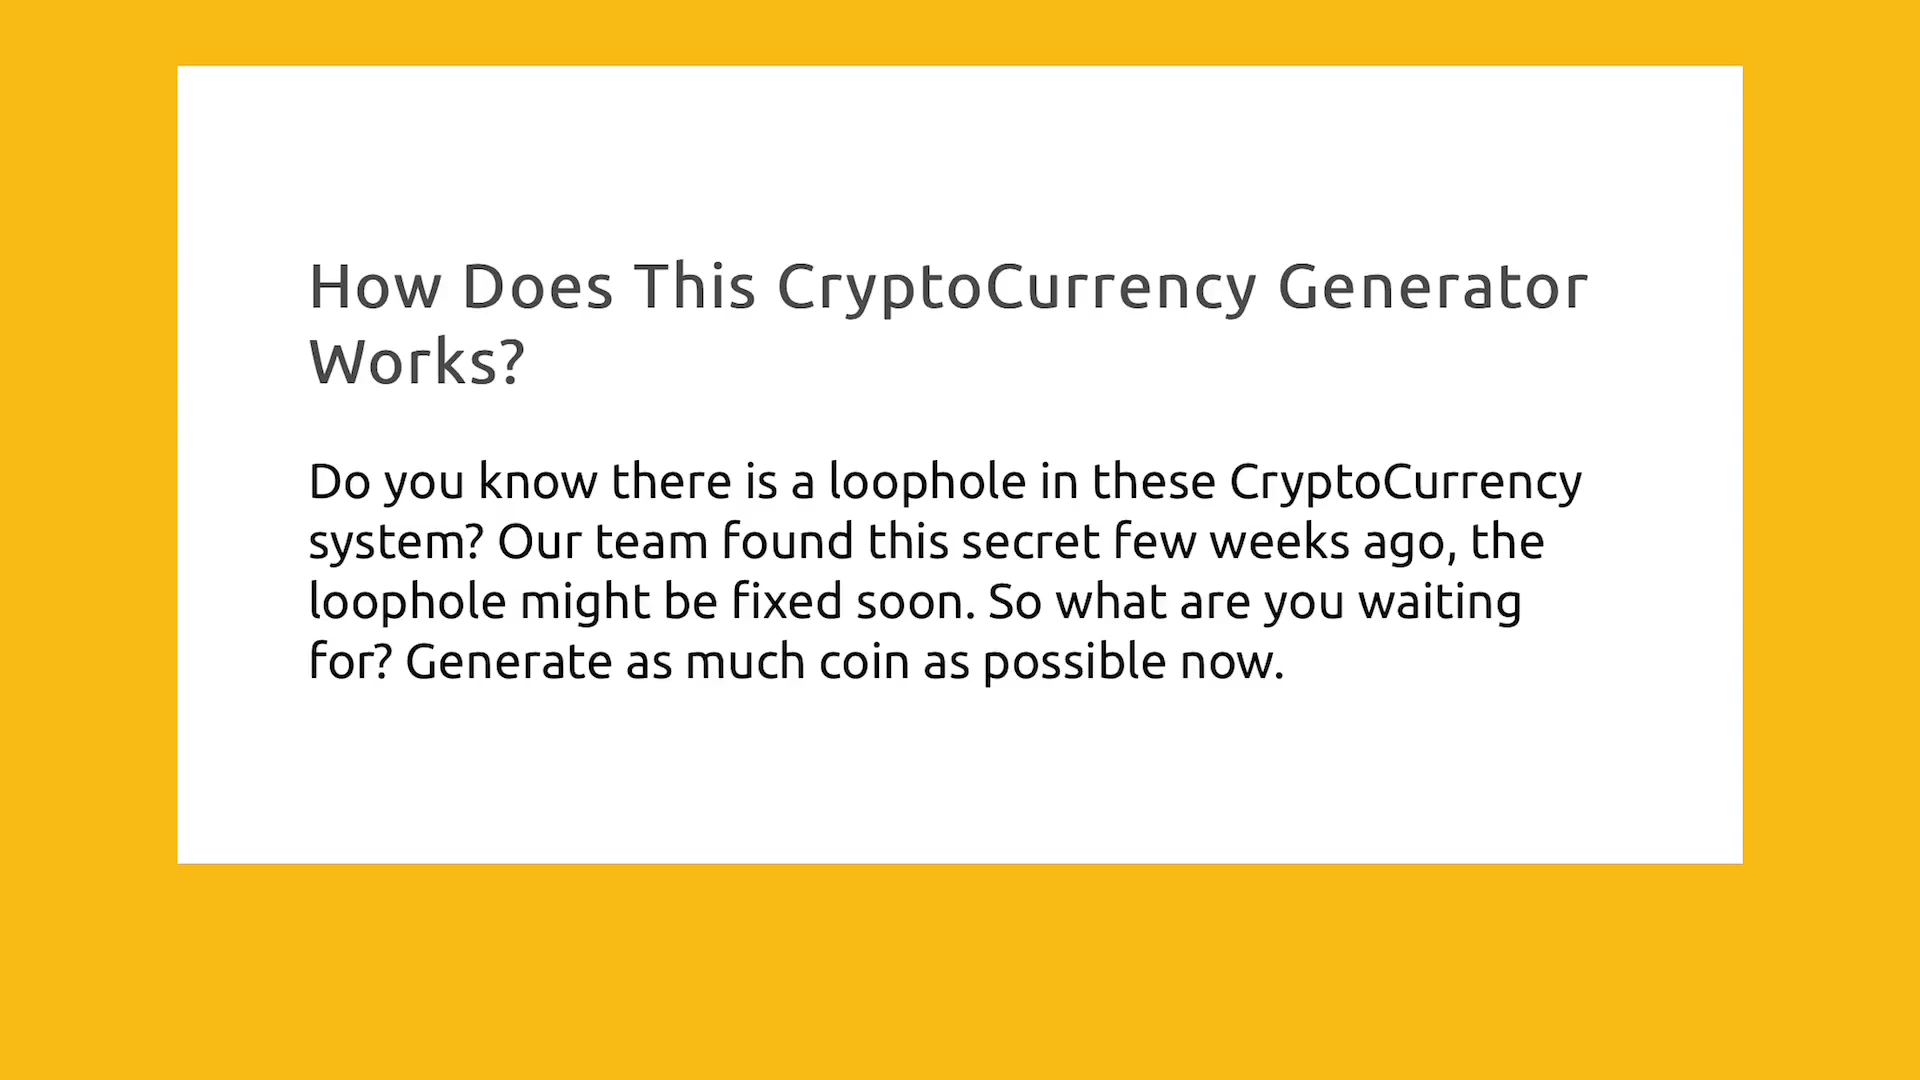 How Does This CryptoCurrency Generator
Works?
Do you know there is a loophole in these CryptoCurrency
system? Our team found this secret few weeks ago, the
loophole might be fixed soon. So what are you waiting
for? Generate as much coin as possible now.